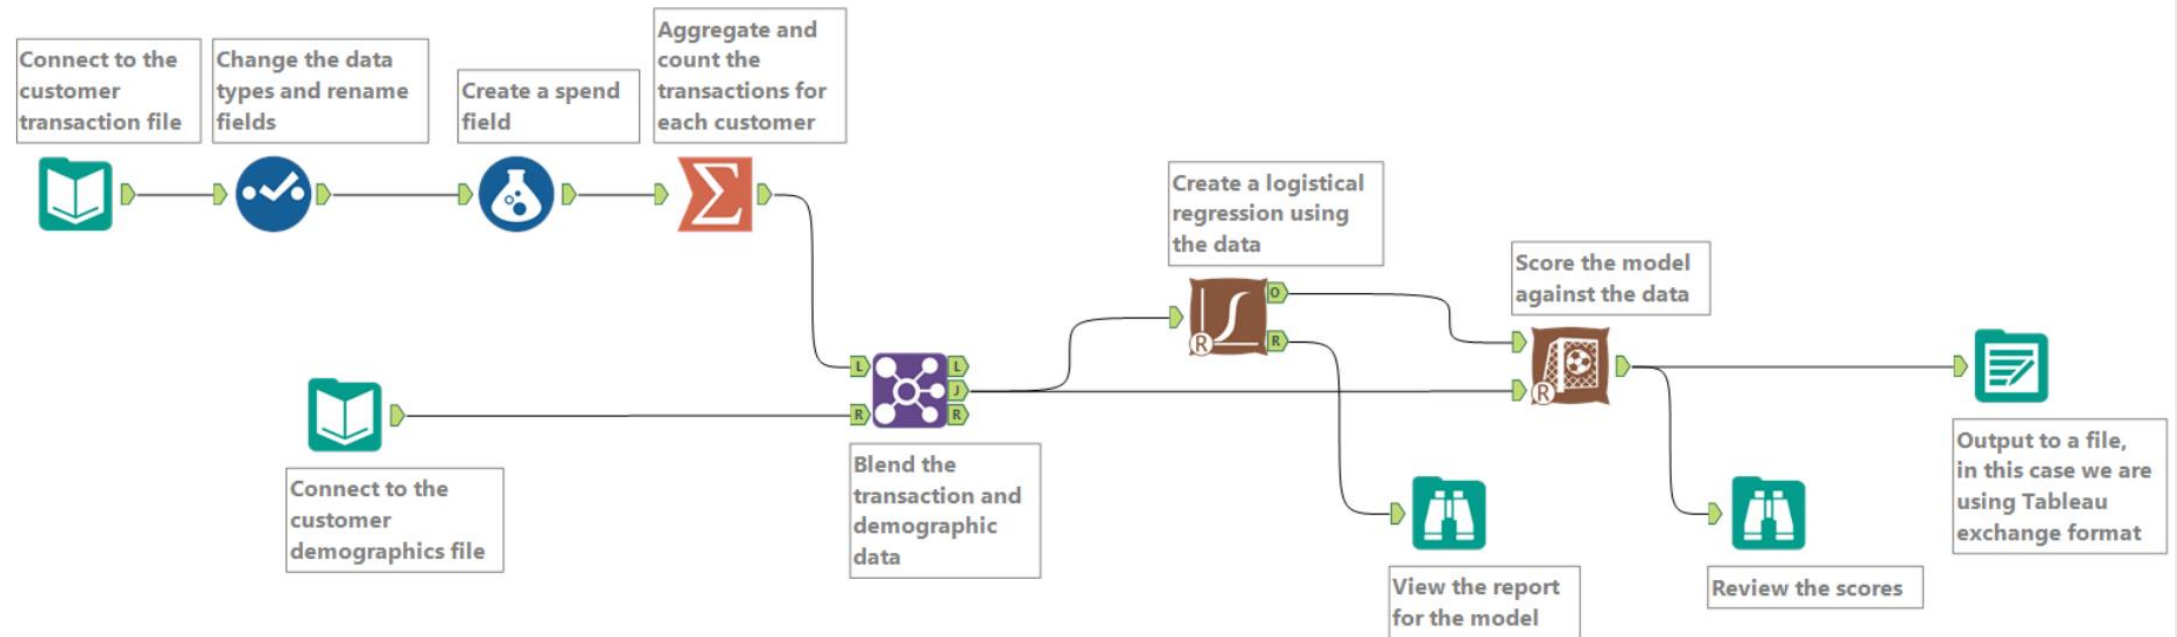 Connect to the
customer
transaction file
Change the data
types and rename
fields
Create a spend
field
Aggregate and
count the
transactions for
each customer
Create a logistical
regression using
the data
O
R
R
Score the model
against the data
R
L
R
L
J
R
Connect to the
customer
demographics file
Blend the
transaction and
demographic
data
View the report
for the model
Review the scores
Output to a file,
in this case we are
using Tableau
exchange format